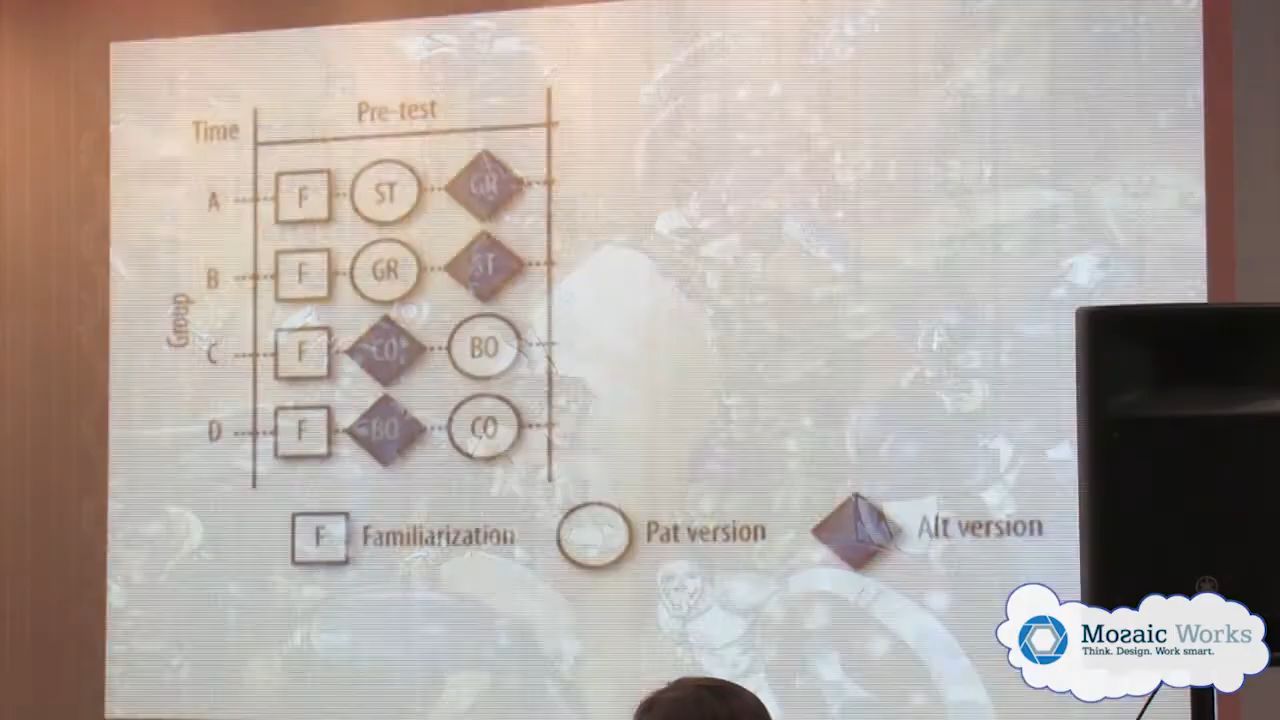 Time Pre-test
A F ST GR
B F GR ST
Group
C F CO BO
D F BO CO
F Familiarization Pat version Alt version
Mozaic Works
Think. Design. Work smart.